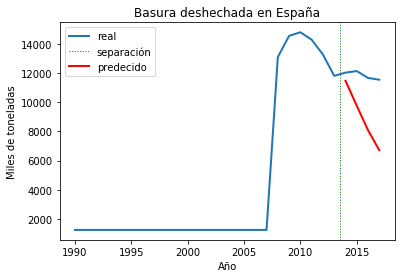 Basura deshechada en España
real
separación
predecido
Miles de toneladas
14000
12000
10000
8000
6000
4000
2000
1990
1995
2000
2005
2010
2015
Año